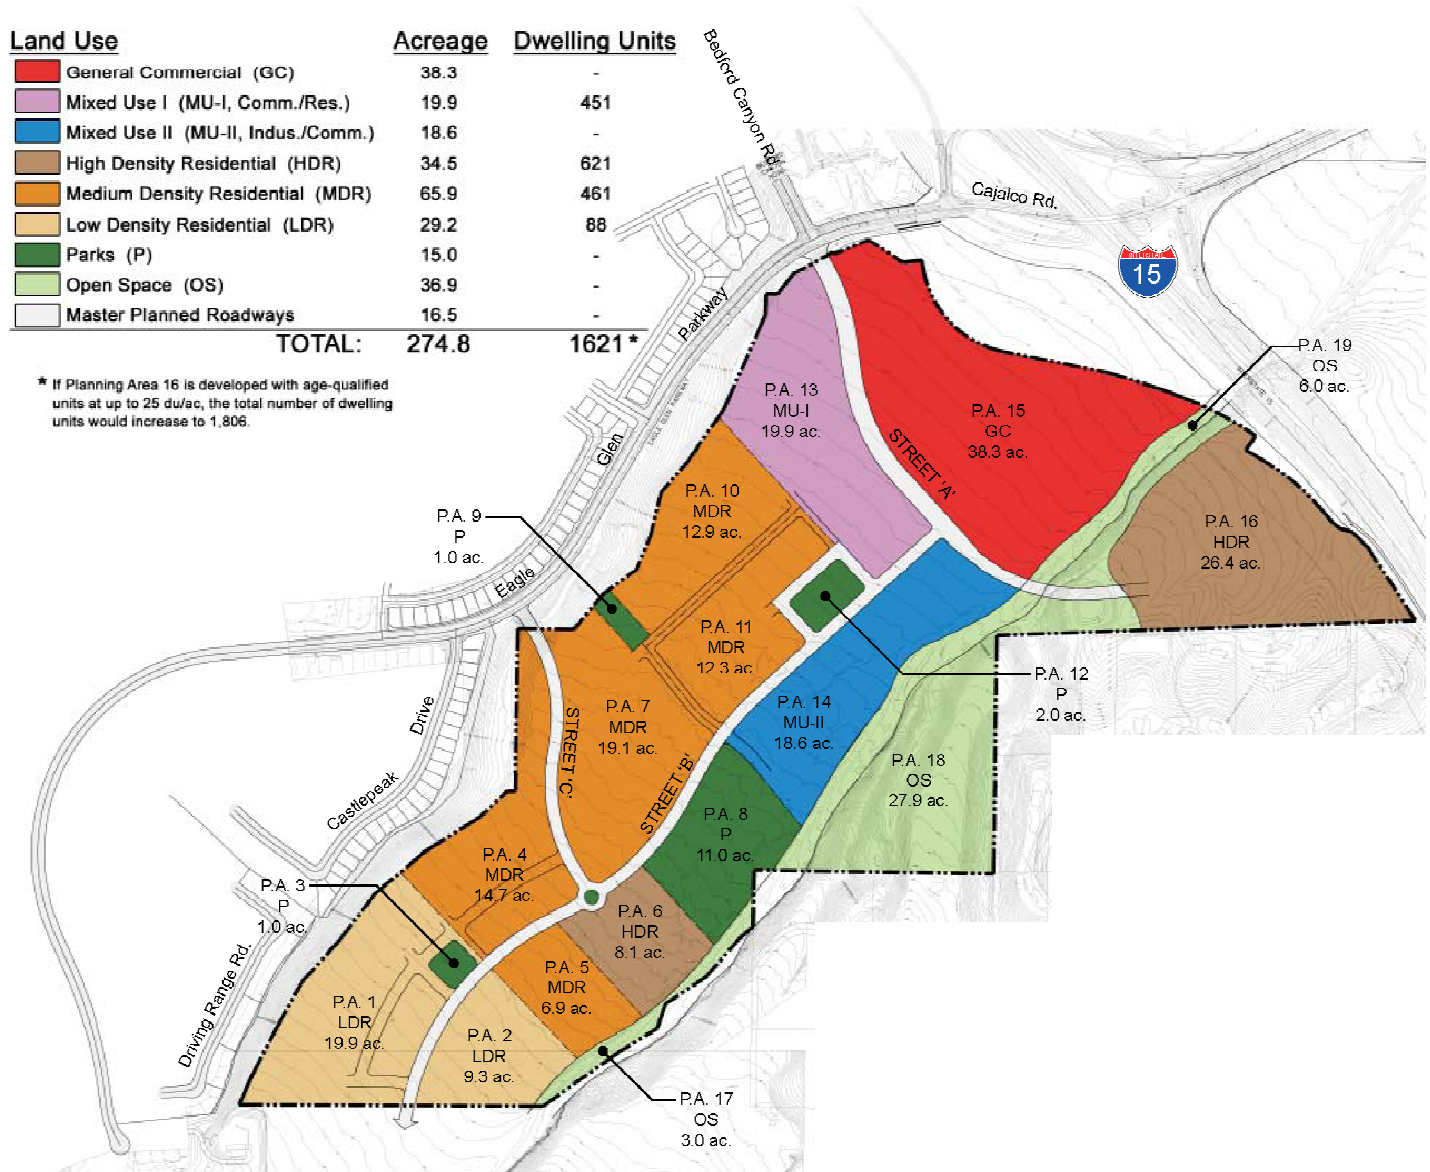 Land Use Acreage Dwelling Units
General Commercial (GC) 38.3 -
Mixed Use I (MU-I, Comm./Res.) 19.9 451
Mixed Use II (MU-II, Indus./Comm.) 18.6 -
High Density Residential (HDR) 34.5 621
Medium Density Residential (MDR) 65.9 461
Low Density Residential (LDR) 29.2 88
Parks (P) 15.0 -
Open Space (OS) 36.9 -
Master Planned Roadways 16.5 -
TOTAL: 274.8 1621 *
* If Planning Area 16 is developed with age-qualified
units at up to 25 du/ac, the total number of dwelling
units would increase to 1,806.
Bedford Canyon Rd.
Cajalco Rd.
15
Eagle Glen Parkway
P.A. 19
OS
6.0 ac.
P.A. 13
MU-I
19.9 ac.
P.A. 15
GC
38.3 ac.
STREET 'A'
P.A. 10
MDR
12.9 ac.
P.A. 16
HDR
26.4 ac.
P.A. 9
P
1.0 ac.
P.A. 11
MDR
12.3 ac.
P.A. 12
P
2.0 ac.
P.A. 7
MDR
19.1 ac.
STREET 'C'
P.A. 14
MU-II
18.6 ac.
STREET 'B'
P.A. 18
OS
27.9 ac.
Castlepeak Drive
P.A. 8
P
11.0 ac.
P.A. 4
MDR
14.7 ac.
P.A. 3
P
1.0 ac.
P.A. 6
HDR
8.1 ac.
Driving Range Rd.
P.A. 5
MDR
6.9 ac.
P.A. 1
LDR
19.9 ac.
P.A. 2
LDR
9.3 ac.
P.A. 17
OS
3.0 ac.